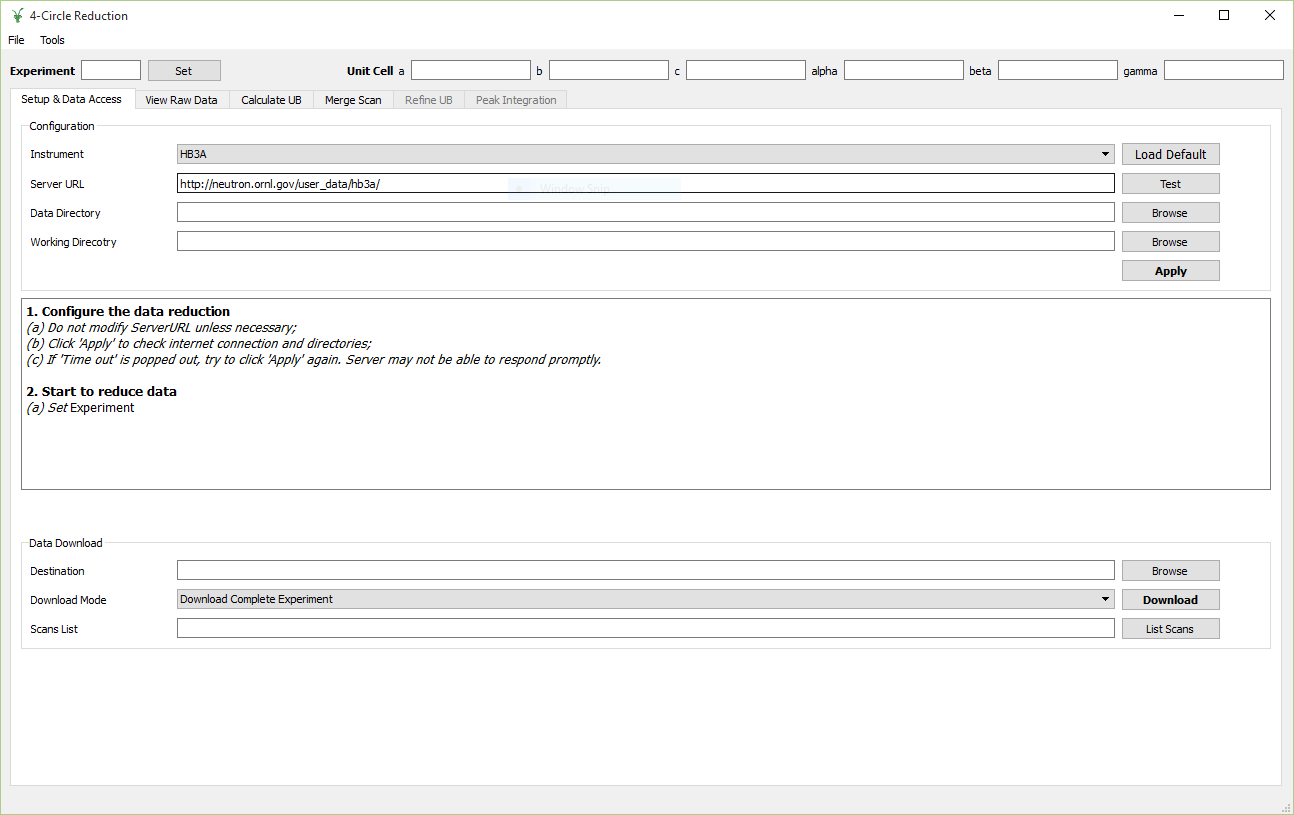 4-Circle Reduction
File Tools
Experiment Set Unit Cell a b c alpha beta gamma
Setup & Data Access View Raw Data Calculate UB Merge Scan Refine UB Peak Integration
Configuration
Instrument HB3A Load Default
Server URL http://neutron.ornl.gov/user_data/hb3a/ Window Snip Test
Data Directory Browse
Working Direcotry Browse
Apply
1. Configure the data reduction
(a) Do not modify ServerURL unless necessary;
(b) Click 'Apply' to check internet connection and directories;
(c) If 'Time out' is popped out, try to click 'Apply' again. Server may not be able to respond promptly.
2. Start to reduce data
(a) Set Experiment
Data Download
Destination Browse
Download Mode Download Complete Experiment Download
Scans List List Scans